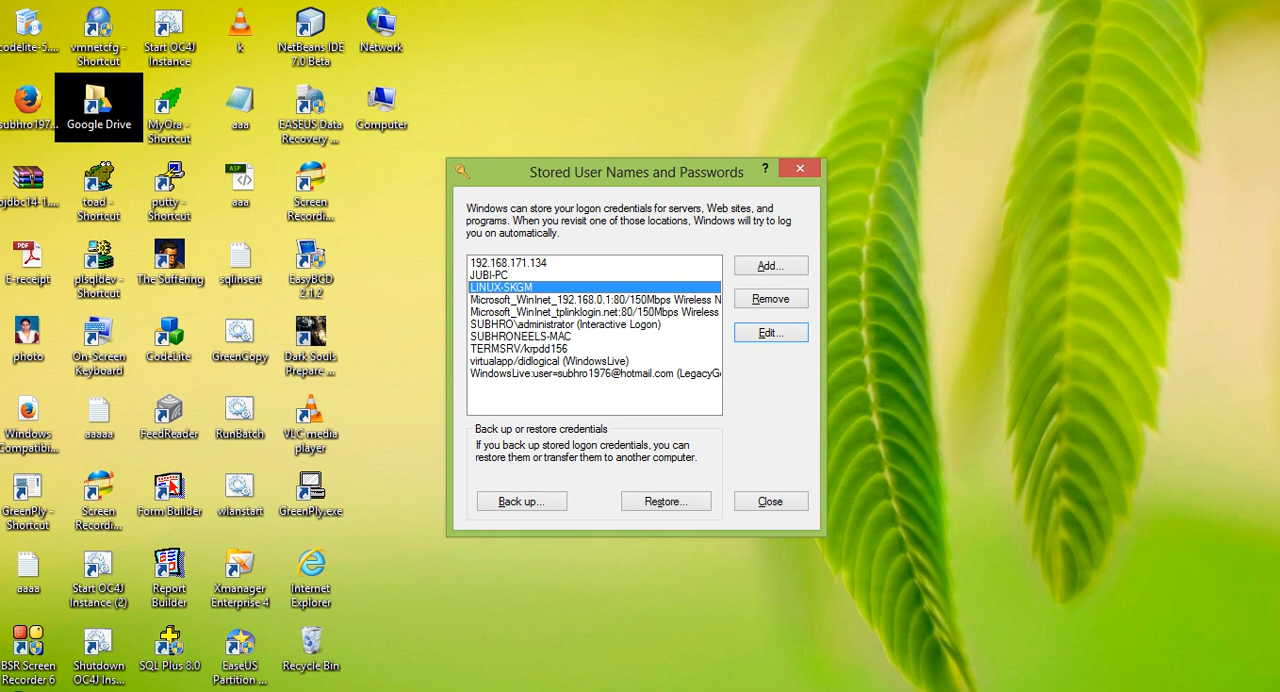 codelite-5....
vmnetcfg -
Shortcut
Start OC4J
Instance
k
NetBeans IDE
7.0 Beta
Network
subhro197...
Google Drive
MyOra -
Shortcut
aaa
EASEUS Data
Recovery ...
Computer
ojdbc14-1....
toad -
Shortcut
putty -
Shortcut
ASP
aaa
Screen
Recordi...
PDF
E-receipt
plsqldev -
Shortcut
The Suffering
sqlinsert
EasyBCD
2.1.2
photo
On-Screen
Keyboard
CodeLite
GreenCopy
Dark Souls
Prepare ...
Windows
Compatibi...
aaaaa
FeedReader
RunBatch
VLC media
player
GreenPly -
Shortcut
Screen
Recordi...
Form Builder
wlanstart
GreenPly.exe
aaaa
Start OC4J
Instance (2)
Report
Builder
Xmanager
Enterprise 4
Internet
Explorer
BSR Screen
Recorder 6
Shutdown
OC4J Ins...
SQL Plus 8.0
EaseUS
Partition ...
Recycle Bin
Stored User Names and Passwords
?
Windows can store your logon credentials for servers, Web sites, and
programs. When you revisit one of those locations, Windows will try to log
you on automatically.
192.168.171.134
JUBI-PC
LINUX-SKGM
Microsoft_WinInet_192.168.0.1:80/150Mbps Wireless N
Microsoft_WinInet_tplinklogin.net:80/150Mbps Wireless
SUBHRO\administrator (Interactive Logon)
SUBHRONEELS-MAC
TERMSRV/krpdd156
virtualapp/didlogical (WindowsLive)
WindowsLive:user=subhro1976@hotmail.com (LegacyGe
Add...
Remove
Edit...
Back up or restore credentials
If you back up stored logon credentials, you can
restore them or transfer them to another computer.
Back up...
Restore...
Close